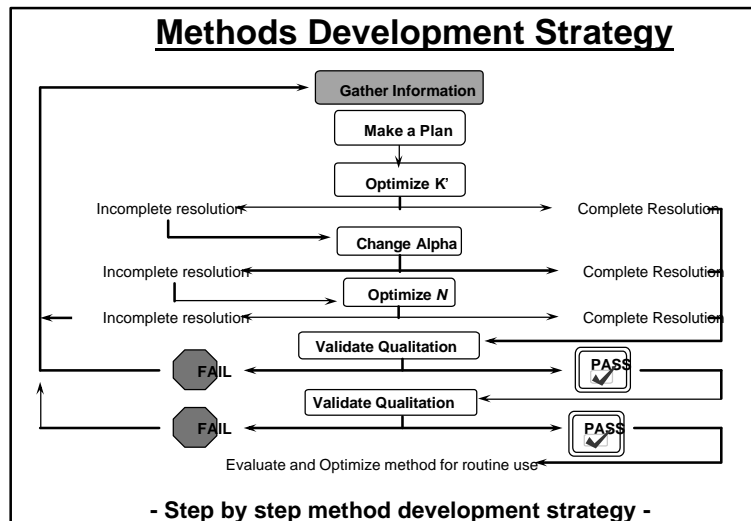 Methods Development Strategy
Gather Information
Make a Plan
Optimize K'
Incomplete resolution
Complete Resolution
Change Alpha
Incomplete resolution
Complete Resolution
Optimize N
Incomplete resolution
Complete Resolution
Validate Qualitation
FAIL
PASS
Validate Qualitation
FAIL
PASS
Evaluate and Optimize method for routine use
- Step by step method development strategy -